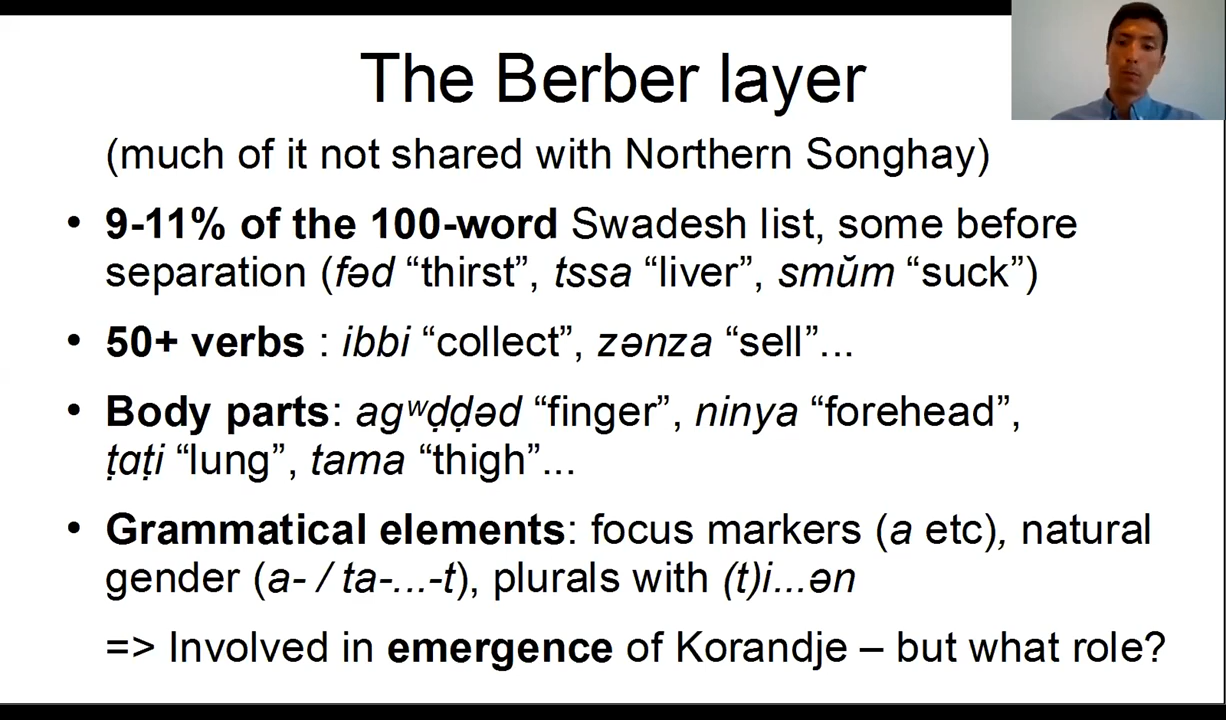 The Berber layer
(much of it not shared with Northern Songhay)
• 9-11% of the 100-word Swadesh list, some before
separation (fəd “thirst”, tssa “liver”, smŭm “suck”)
• 50+ verbs : ibbi “collect”, zənza “sell”...
• Body parts: agʷḍḍəd “finger”, ninya “forehead”,
ṭɑṭi “lung”, tama “thigh”...
• Grammatical elements: focus markers (a etc), natural
gender (a- / ta-...-t), plurals with (t)i...ən
=> Involved in emergence of Korandje – but what role?